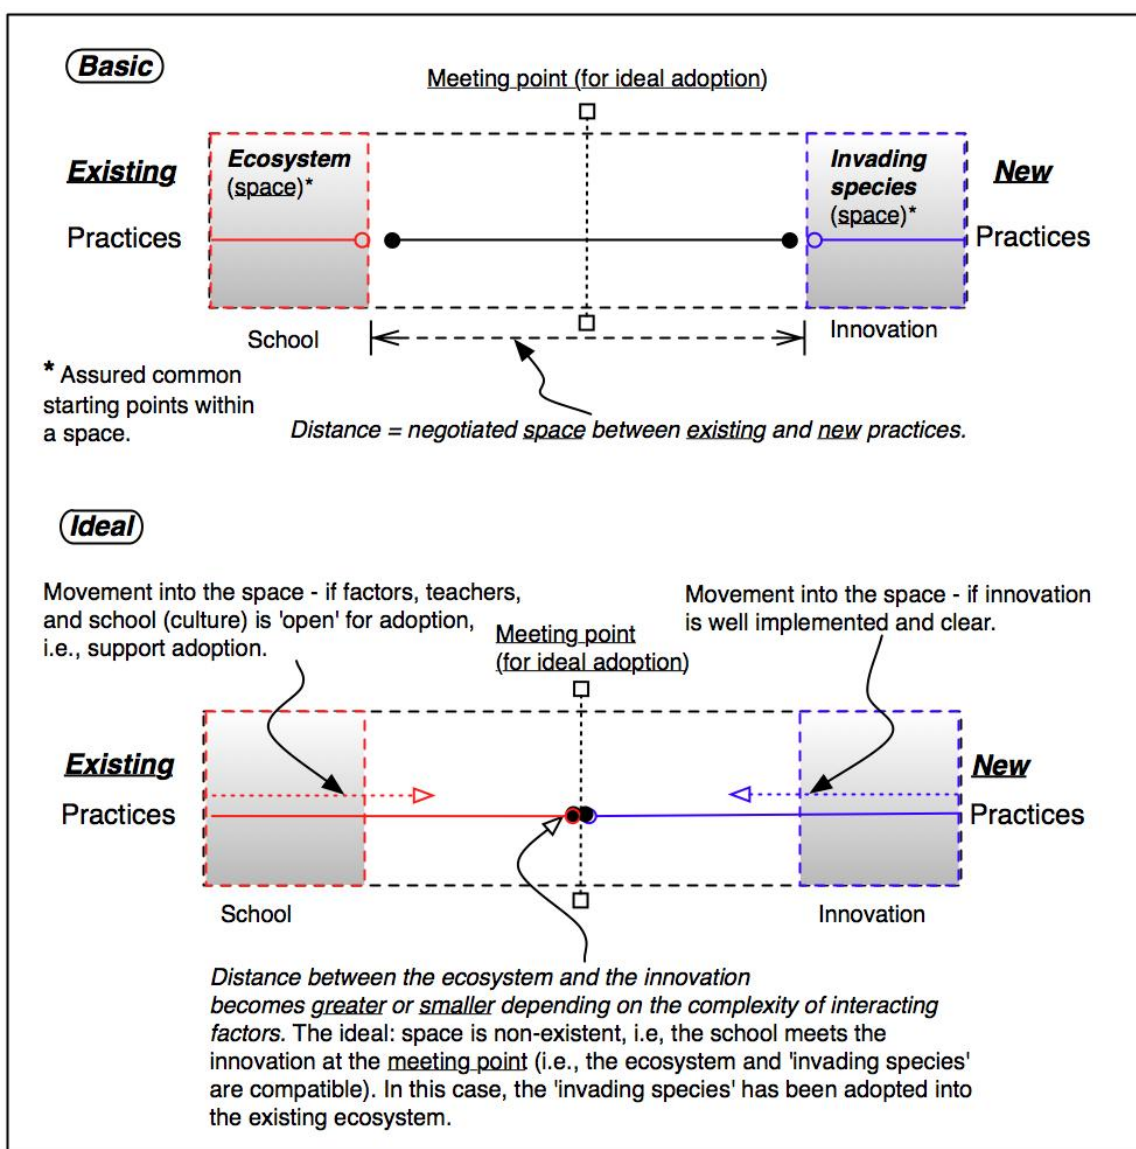 Basic
Meeting point (for ideal adoption)
Existing
Practices
Ecosystem
(space)*
Invading
species
(space)*
New
Practices
School
Innovation
* Assured common
starting points within
a space.
Distance = negotiated space between existing and new practices.
Ideal
Movement into the space - if factors, teachers,
and school (culture) is 'open' for adoption,
i.e., support adoption.
Meeting point
(for ideal adoption)
Movement into the space - if innovation
is well implemented and clear.
Existing
Practices
New
Practices
School
Innovation
Distance between the ecosystem and the innovation
becomes greater or smaller depending on the complexity of interacting
factors. The ideal: space is non-existent, i.e, the school meets the
innovation at the meeting point (i.e., the ecosystem and 'invading species'
are compatible). In this case, the 'invading species' has been adopted into
the existing ecosystem.